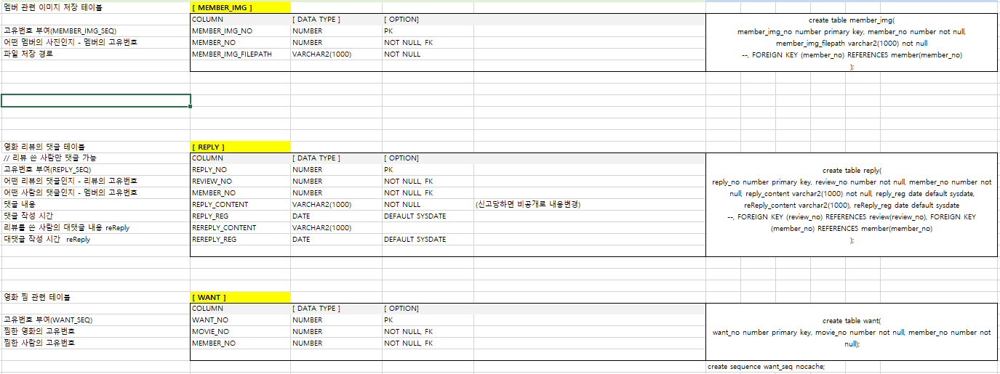 멤버 관련 이미지 저장 테이블 [ MEMBER_IMG ]
COLUMN [ DATA TYPE ] [ OPTION]
고유번호 부여(MEMBER_IMG_SEQ) MEMBER_IMG_NO NUMBER PK
어떤 멤버의 사진인지 - 멤버의 고유번호 MEMBER_NO NUMBER NOT NULL, FK
파일 저장 경로 MEMBER_IMG_FILEPATH VARCHAR2(1000) NOT NULL
create table member_img(
member_img_no number primary key, member_no number not null,
member_img_filepath varchar2(1000) not null
--, FOREIGN KEY (member_no) REFERENCES member(member_no)
);
영화 리뷰의 댓글 테이블 [ REPLY ]
// 리뷰 쓴 사람만 댓글 가능 COLUMN [ DATA TYPE ] [ OPTION]
고유번호 부여(REPLY_SEQ) REPLY_NO NUMBER PK
어떤 리뷰의 댓글인지 - 리뷰의 고유번호 REVIEW_NO NUMBER NOT NULL, FK
어떤 사람의 댓글인지 - 멤버의 고유번호 MEMBER_NO NUMBER NOT NULL, FK
댓글 내용 REPLY_CONTENT VARCHAR2(1000) NOT NULL (신고당하면 비공개로 내용변경)
댓글 작성 시간 REPLY_REG DATE DEFAULT SYSDATE
리뷰를 쓴 사람의 대댓글 내용 reReply REREPLY_CONTENT VARCHAR2(1000)
대댓글 작성 시간 reReply REREPLY_REG DATE DEFAULT SYSDATE
create table reply(
reply_no number primary key, review_no number not null, member_no number not
null, reply_content varchar2(1000) not null, reply_reg date default sysdate,
reReply_content varchar2(1000), reReply_reg date default sysdate
--, FOREIGN KEY (review_no) REFERENCES review(review_no), FOREIGN KEY
(member_no) REFERENCES member(member_no)
);
영화 찜 관련 테이블 [ WANT ]
COLUMN [ DATA TYPE ] [ OPTION]
고유번호 부여(WANT_SEQ) WANT_NO NUMBER PK
찜한 영화의 고유번호 MOVIE_NO NUMBER NOT NULL, FK
찜한 사람의 고유번호 MEMBER_NO NUMBER NOT NULL, FK
create table want(
want_no number primary key, movie_no number not null, member_no number not
null);
create sequence want_seq nocache;